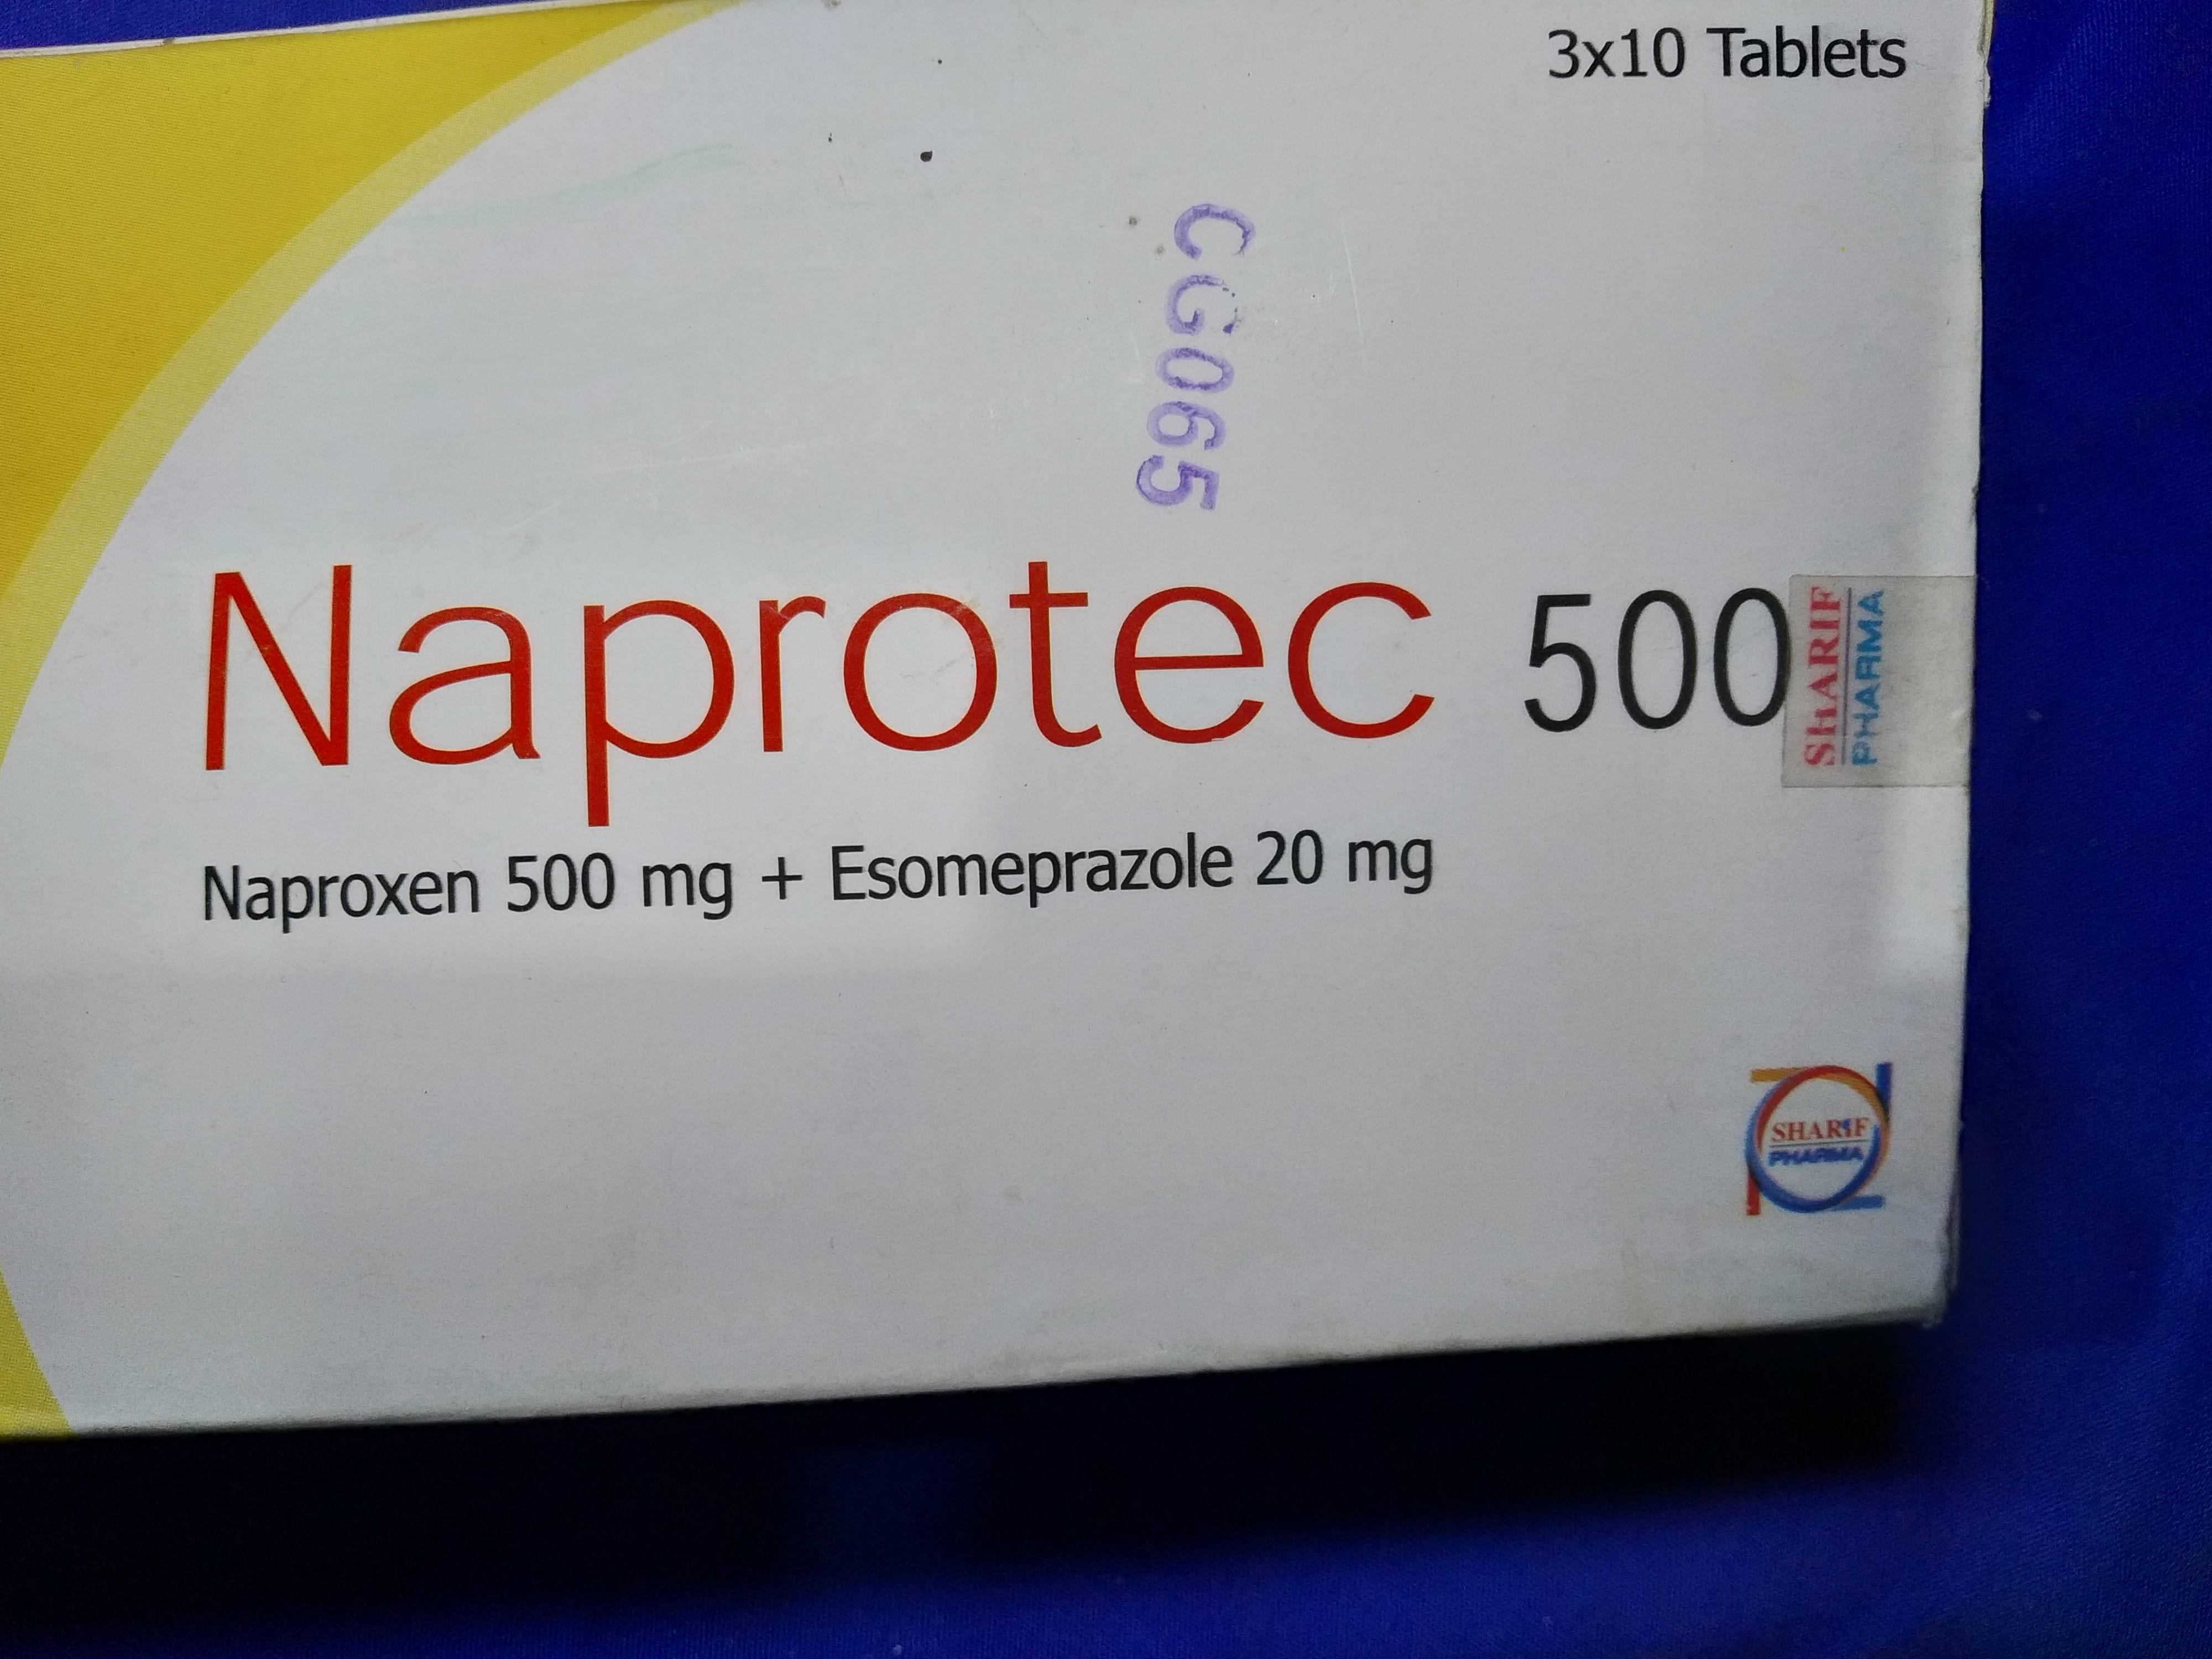 3x10 Tablets
CG065
Naprotec 500
SHARIF
PHARMA
Naproxen 500 mg + Esomeprazole 20 mg
SHARIF
PHARMA